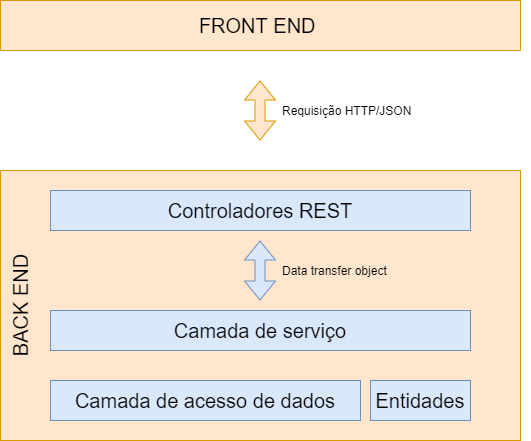 FRONT END
Requisição HTTP/JSON
BACK END
Controladores REST
Data transfer object
Camada de serviço
Camada de acesso de dados
Entidades